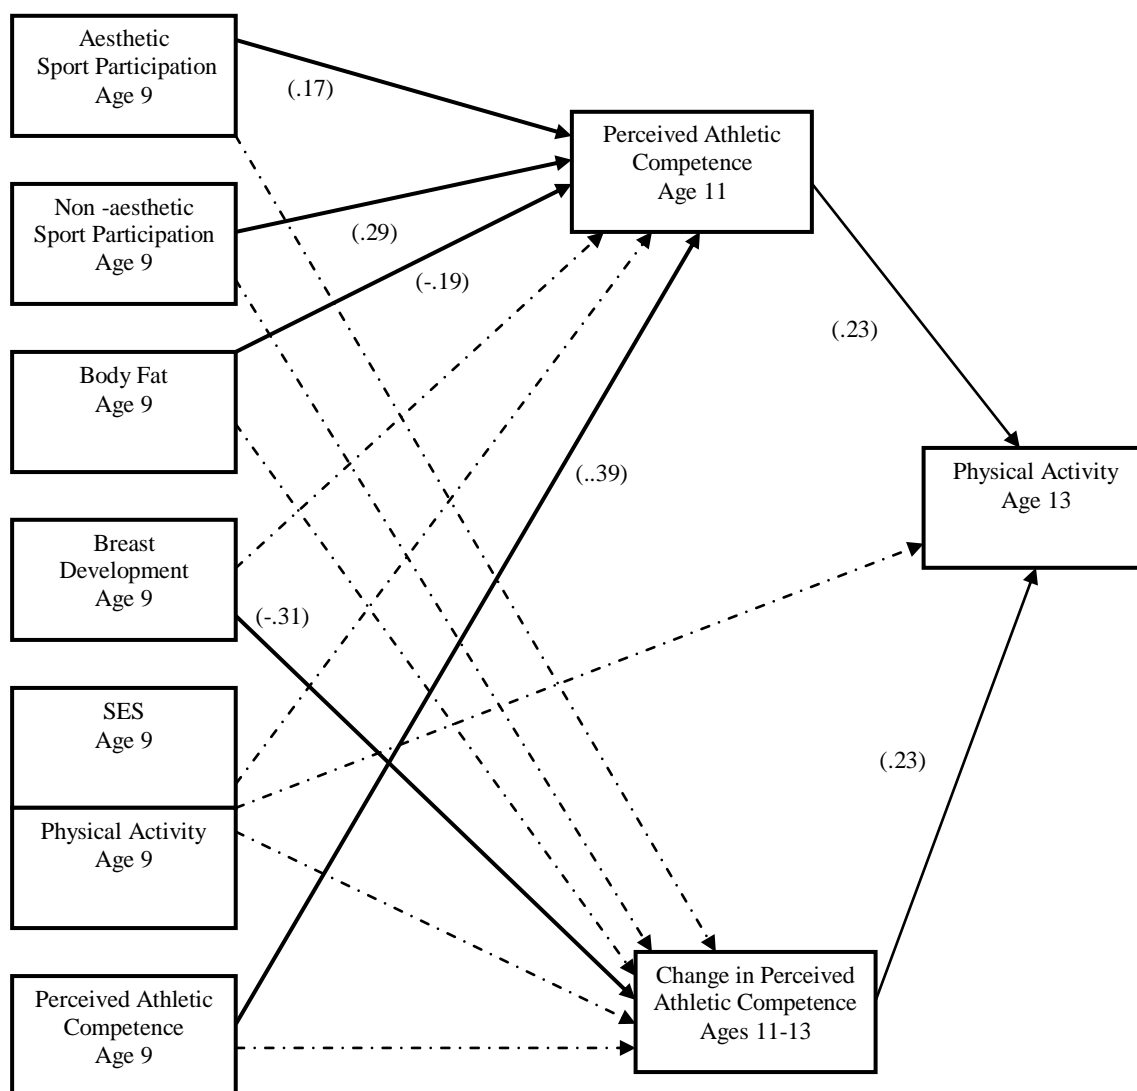 Aesthetic
Sport Participation
Age 9
(.17)
Perceived Athletic
Competence
Age 11
Non -aesthetic
Sport Participation
Age 9
(.29)
(-.19)
(.23)
Body Fat
Age 9
(..39)
Physical Activity
Age 13
Breast
Development
Age 9
(-.31)
SES
Age 9
(.23)
Physical Activity
Age 9
Perceived Athletic
Competence
Age 9
Change in Perceived
Athletic Competence
Ages 11-13